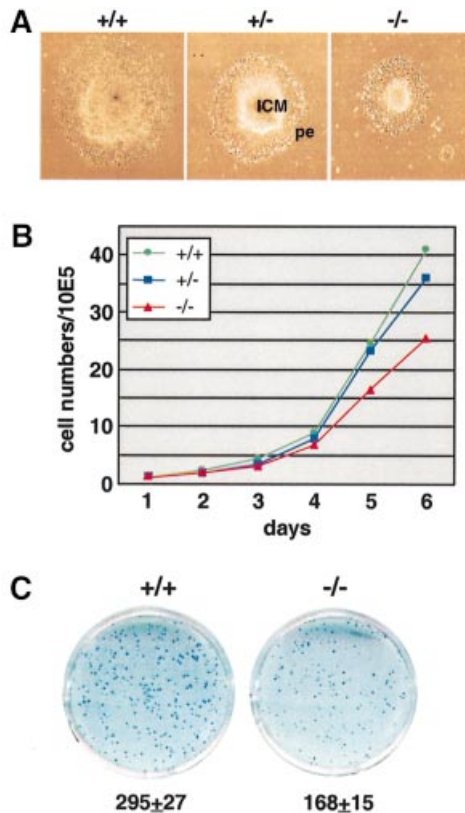 A
+/+ +/- -/-
ICM
pe
B
cell numbers/10E5
40
30
20
10
0
+/+
+/-
-/-
1 2 3 4 5 6
days
C
+/+ -/-
295±27 168±15